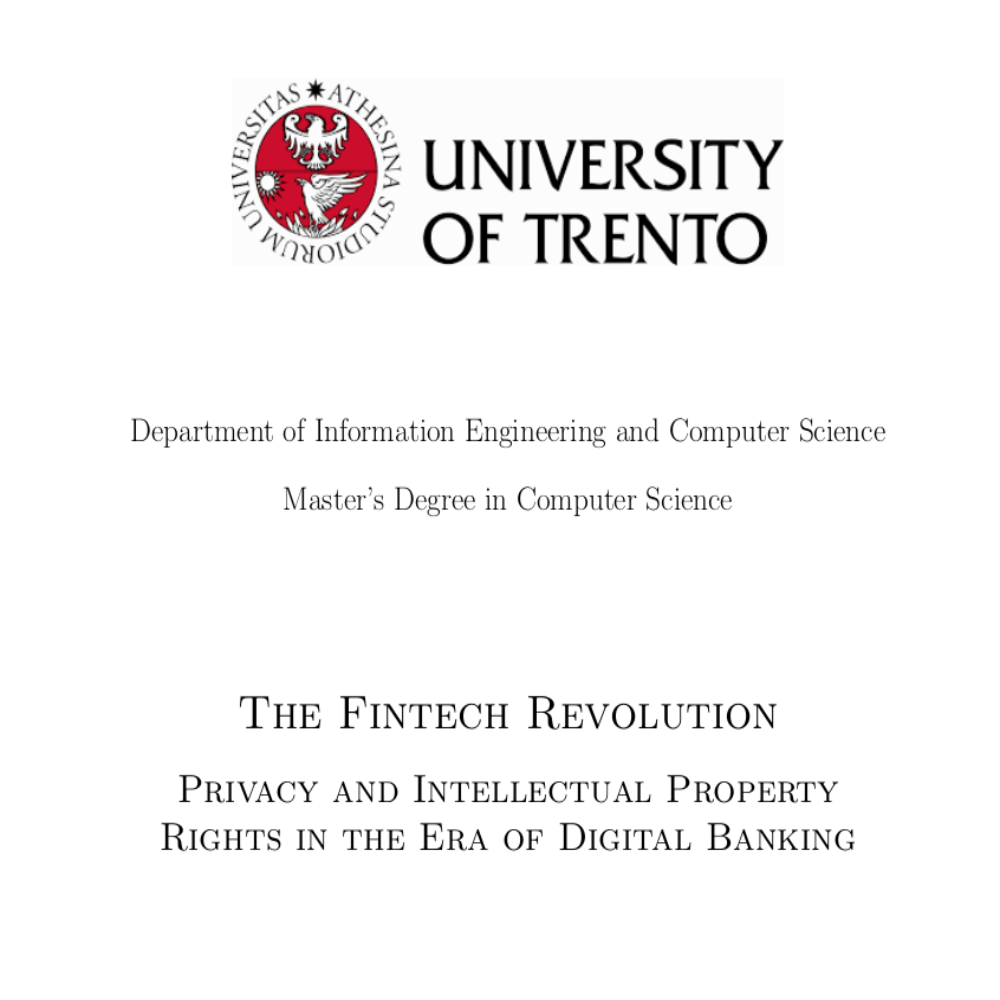 UNIVERSITAS ATHESINA STUDIORUM
UNIVERSITY
OF TRENTO
Department of Information Engineering and Computer Science
Master's Degree in Computer Science
The Fintech Revolution
Privacy and Intellectual Property
Rights in the Era of Digital Banking